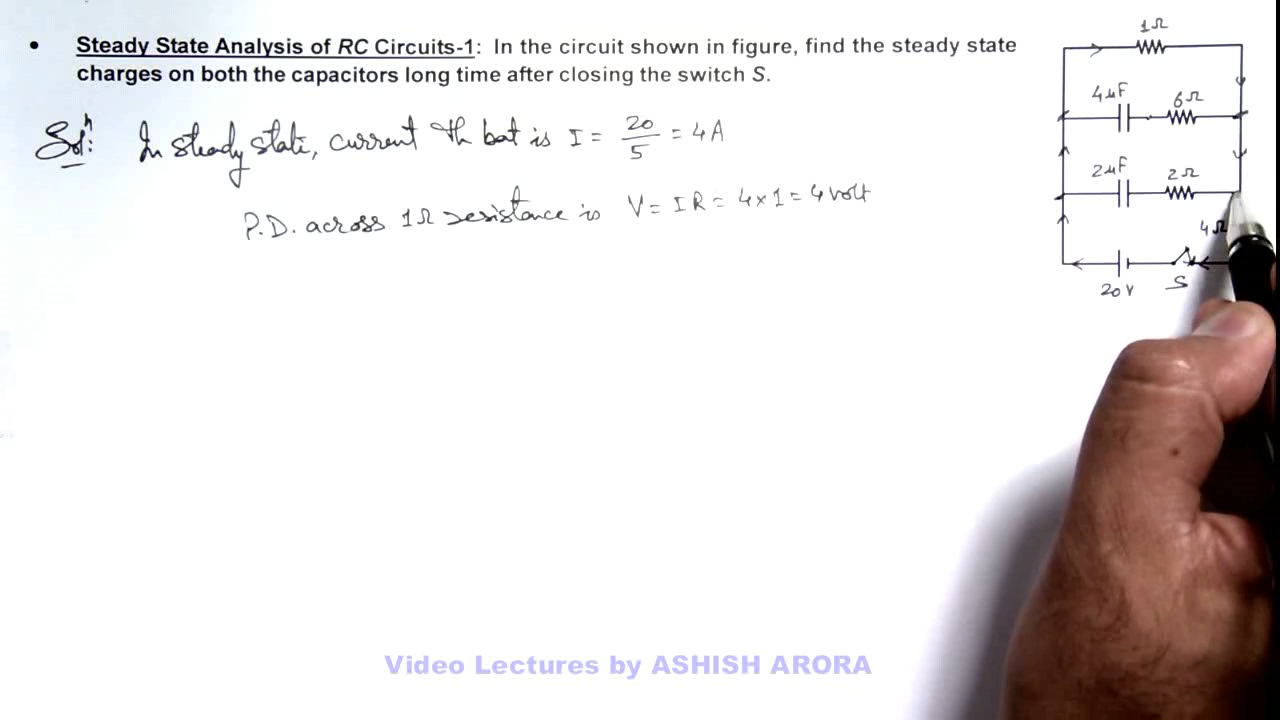 • Steady State Analysis of RC Circuits-1: In the circuit shown in figure, find the steady state
charges on both the capacitors long time after closing the switch S.
Solⁿ: In steady state, current th bat is I = 20/5 = 4A
P.D. across 1Ω resistance is V = IR = 4×1 = 4 volt
1Ω
4μF 6Ω
2μF 2Ω
4Ω
20V S
Video Lectures by ASHISH ARORA